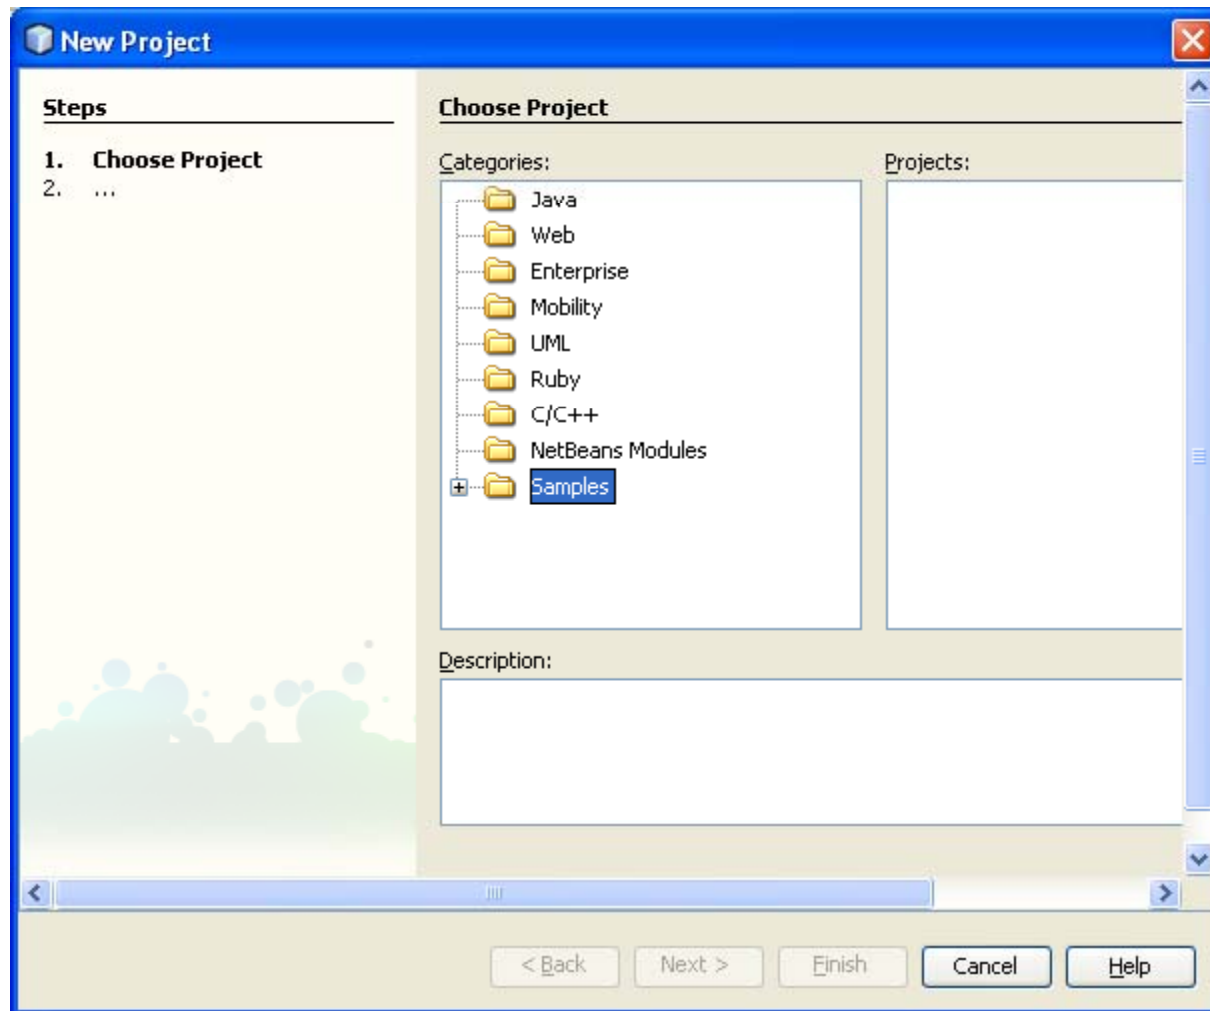 New Project
Steps
1. Choose Project
2. ...
Choose Project
Categories:
Java
Web
Enterprise
Mobility
UML
Ruby
C/C++
NetBeans Modules
Samples
Projects:
Description:
< Back
Next >
Finish
Cancel
Help